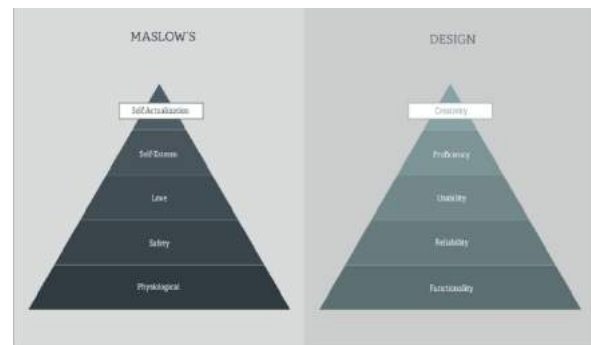 MASLOW'S
Self-Actualization
Self-Esteem
Love
Safety
Physiological
DESIGN
Creativity
Proficiency
Usability
Reliability
Functionality